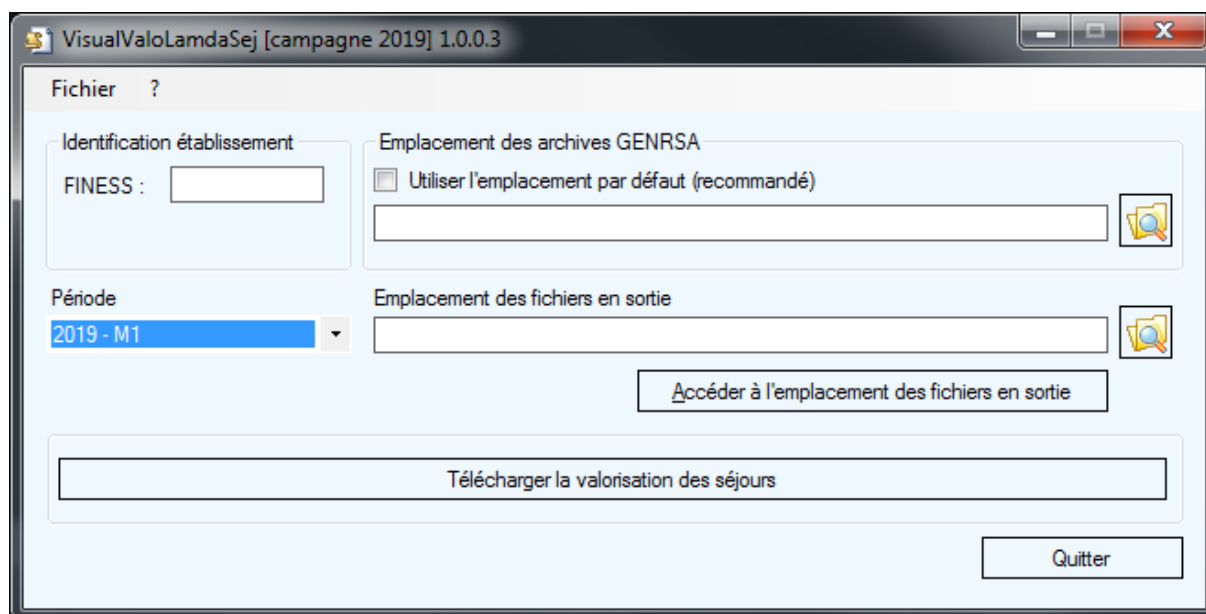 VisualValoLamdaSej [campagne 2019] 1.0.0.3
Fichier ?
Identification établissement
FINESS :
Emplacement des archives GENRSA
Utiliser l'emplacement par défaut (recommandé)
Période
2019 - M1
Emplacement des fichiers en sortie
Accéder à l'emplacement des fichiers en sortie
Télécharger la valorisation des séjours
Quitter